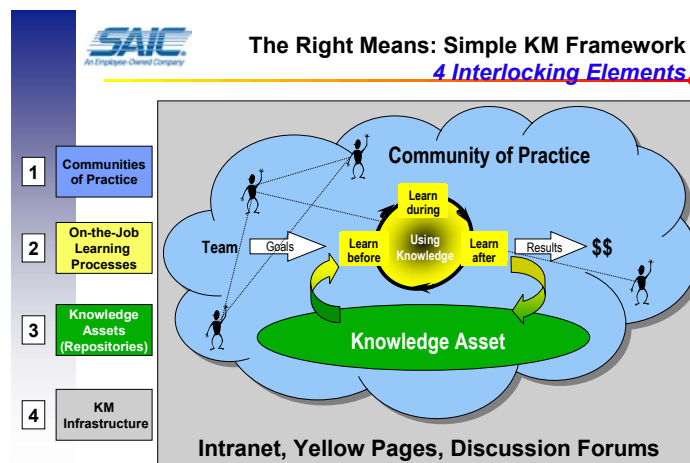 SAIC
An Employee-Owned Company
The Right Means: Simple KM Framework
4 Interlocking Elements
1
Communities
of Practice
2
On-the-Job
Learning
Processes
3
Knowledge
Assets
(Repositories)
4
KM
Infrastructure
Community of Practice
Learn
during
Team
Goals
Learn
before
Using
Knowledge
Learn
after
Results
$$
Knowledge Asset
Intranet, Yellow Pages, Discussion Forums